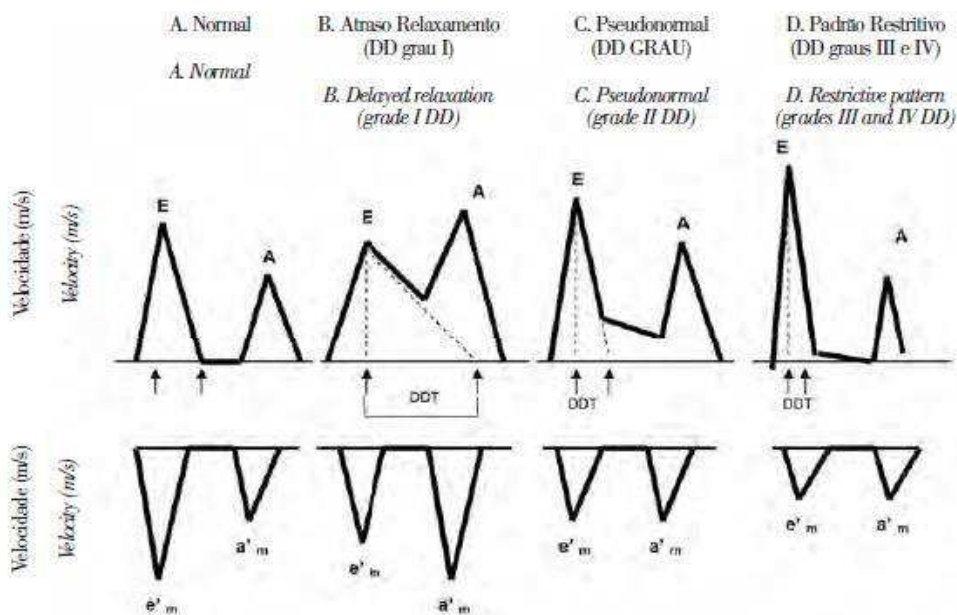 A. Normal
A. Normal
B. Atraso Relaxamento
(DD grau I)
B. Delayed relaxation
(grade I DD)
C. Pseudonormal
(DD GRAU)
C. Pseudonormal
(grade II DD)
D. Padrão Restritivo
(DD graus III e IV)
D. Restrictive pattern
(grades III and IV DD)
Velocidade (m/s)
Velocity (m/s)
E
A
E
A
E
A
E
A
DDT
DDT
DDT
Velocidade (m/s)
Velocity (m/s)
e' m
a' m
e' m
a' m
e' m
a' m
e' m
a' m